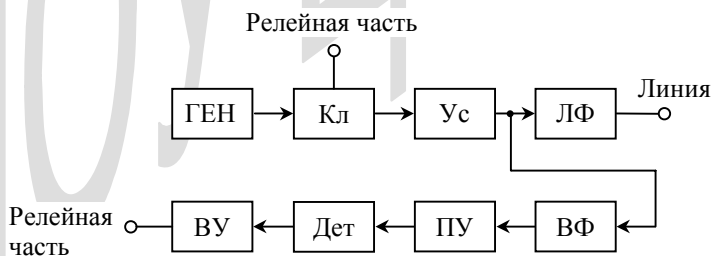 Релейная часть
Линия
ГЕН
Кл
Ус
ЛФ
Релейная
часть
ВУ
Дет
ПУ
ВФ